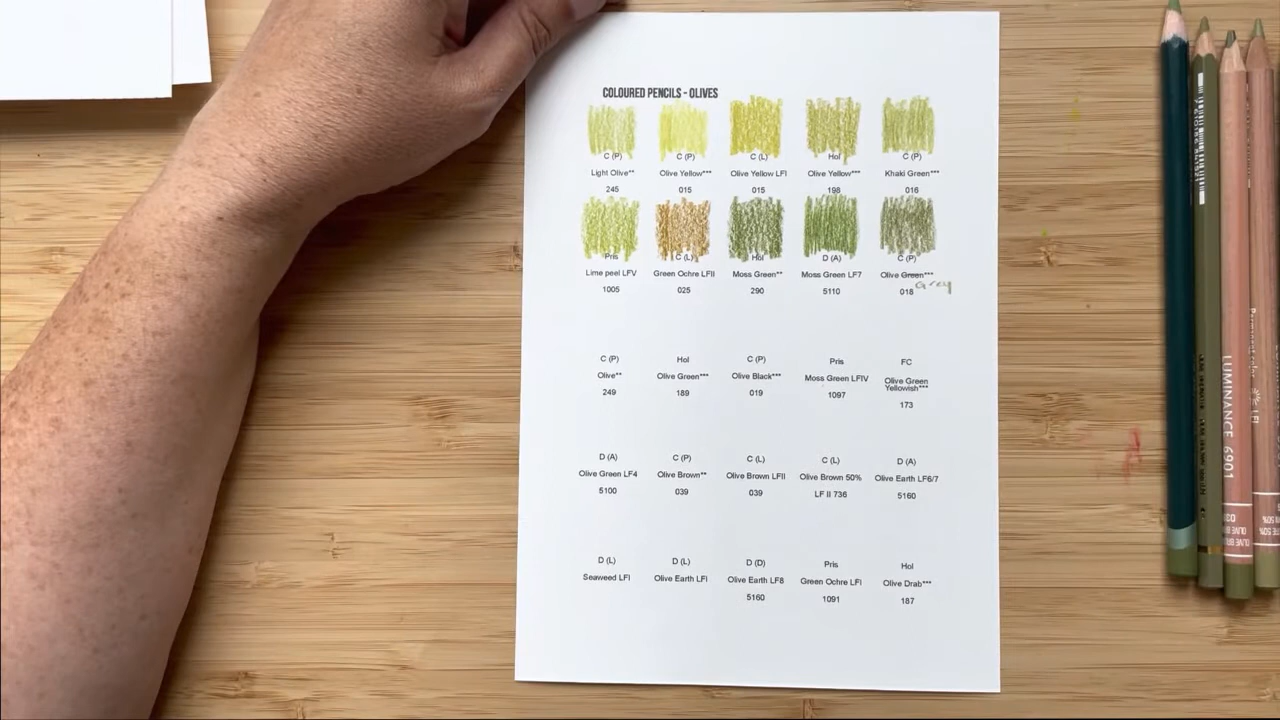 COLOURED PENCILS - OLIVES
C (P) C (P) C (L) Hol C (P)
Light Olive** Olive Yellow*** Olive Yellow LFI Olive Yellow*** Khaki Green***
245 015 015 198 016
Pris C (L) Hol D (A) C (P)
Lime peel LFV Green Ochre LFII Moss Green** Moss Green LF7 Olive Green***
1005 025 290 5110 018 Grey
C (P) Hol C (P) Pris FC
Olive** Olive Green*** Olive Black*** Moss Green LFIV Olive Green
Yellowish***
249 189 019 1097 173
D (A) C (P) C (L) C (L) D (A)
Olive Green LF4 Olive Brown** Olive Brown LFII Olive Brown 50% Olive Earth LF6/7
5100 039 039 LF II 736 5160
D (L) D (L) D (D) Pris Hol
Seaweed LFI Olive Earth LFI Olive Earth LF8 Green Ochre LFI Olive Drab***
5160 1091 187
LUMINANCE 6901